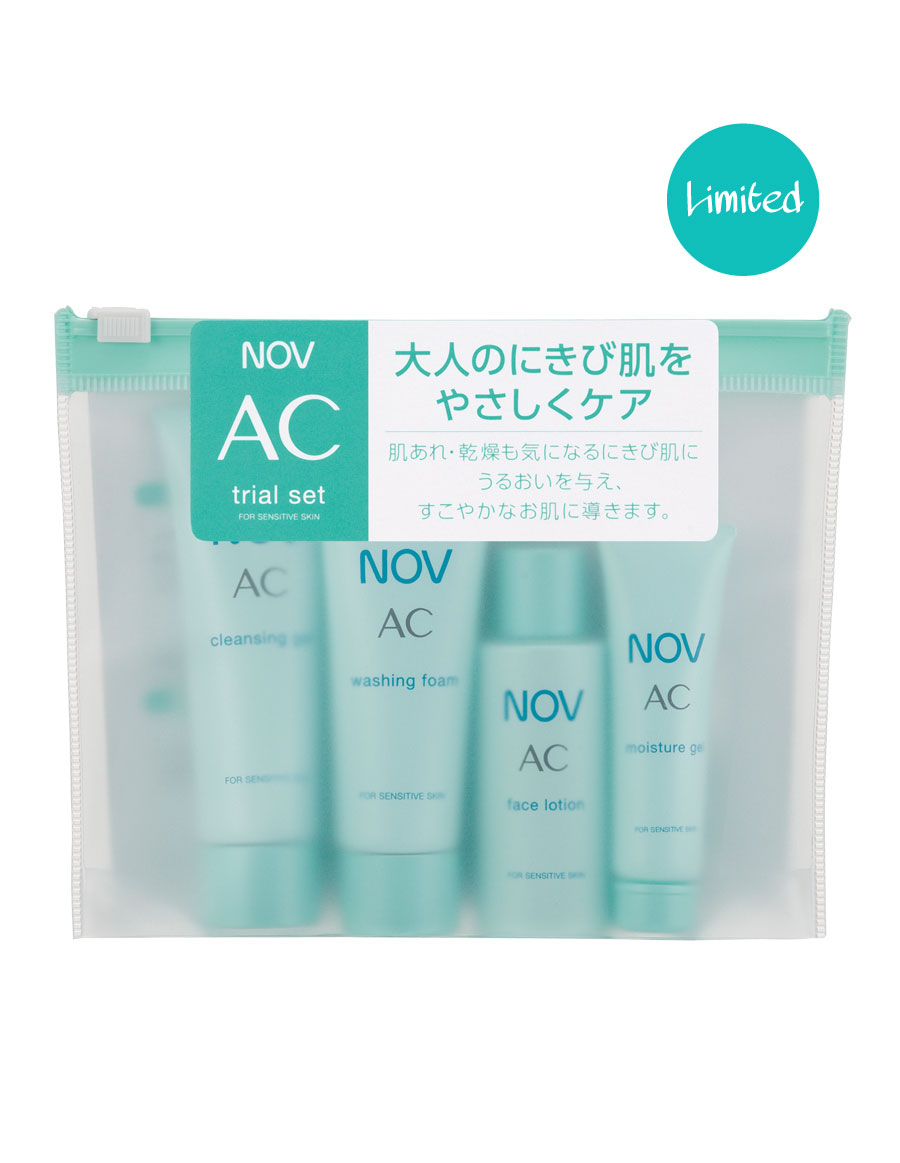 Limited
NOV
AC
trial set
FOR SENSITIVE SKIN
大人のにきび肌を
やさしくケア
肌あれ・乾燥も気になるにきび肌に
うるおいを与え、
すこやかなお肌に導きます。
NOV
AC
cleansing gel
FOR SENSITIVE SKIN
NOV
AC
washing foam
FOR SENSITIVE SKIN
NOV
AC
face lotion
FOR SENSITIVE SKIN
NOV
AC
moisture gel
FOR SENSITIVE SKIN